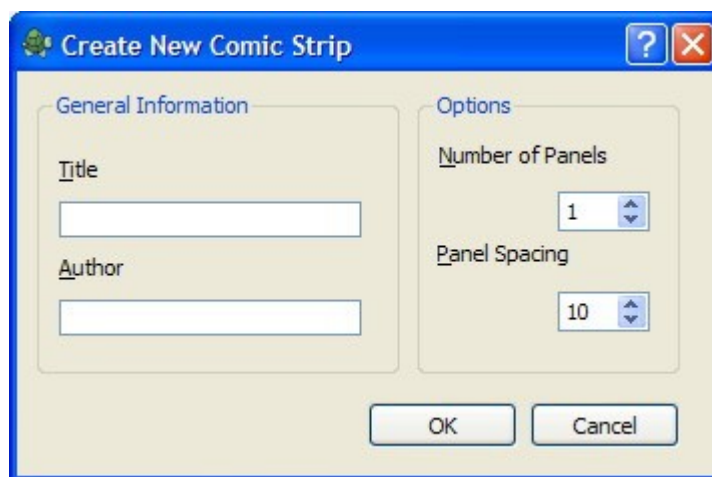 Create New Comic Strip
General Information
Title
Author
Options
Number of Panels
1
Panel Spacing
10
OK
Cancel